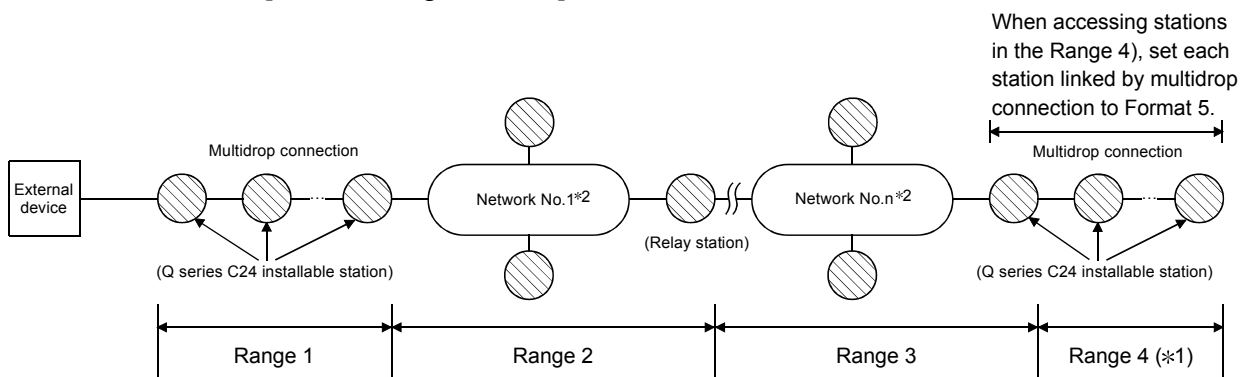 When accessing stations
in the Range 4), set each
station linked by multidrop
connection to Format 5.
Multidrop connection
Multidrop connection
External
device
Network No.1*2
Network No.n*2
(Relay station)
(Q series C24 installable station)
(Q series C24 installable station)
Range 1
Range 2
Range 3
Range 4 (*1)